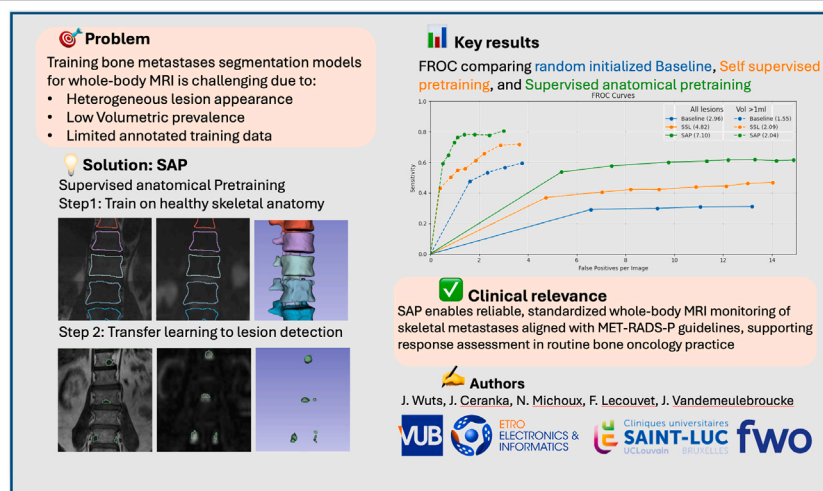 Problem
Training bone metastases segmentation models
for whole-body MRI is challenging due to:
• Heterogeneous lesion appearance
• Low Volumetric prevalence
• Limited annotated training data
Solution: SAP
Supervised anatomical Pretraining
Step1: Train on healthy skeletal anatomy
Step 2: Transfer learning to lesion detection
Key results
FROC comparing random initialized Baseline, Self supervised
pretraining, and Supervised anatomical pretraining
FROC Curves
All lesions
Baseline (2.96)
SSL (4.82)
SAP (7.10)
Vol >1ml
Baseline (1.55)
SSL (2.09)
SAP (2.04)
Sensitivity
1.0
0.8
0.6
0.4
0.2
0.0
0 2 4 6 8 10 12 14
False Positives per Image
Clinical relevance
SAP enables reliable, standardized whole-body MRI monitoring of
skeletal metastases aligned with MET-RADS-P guidelines, supporting
response assessment in routine bone oncology practice
Authors
J. Wuts, J. Ceranka, N. Michoux, F. Lecouvet, J. Vandemeulebroucke
VUB
ETRO
ELECTRONICS &
INFORMATICS
Cliniques universitaires
SAINT-LUC
UCLouvain BRUXELLES
fwo